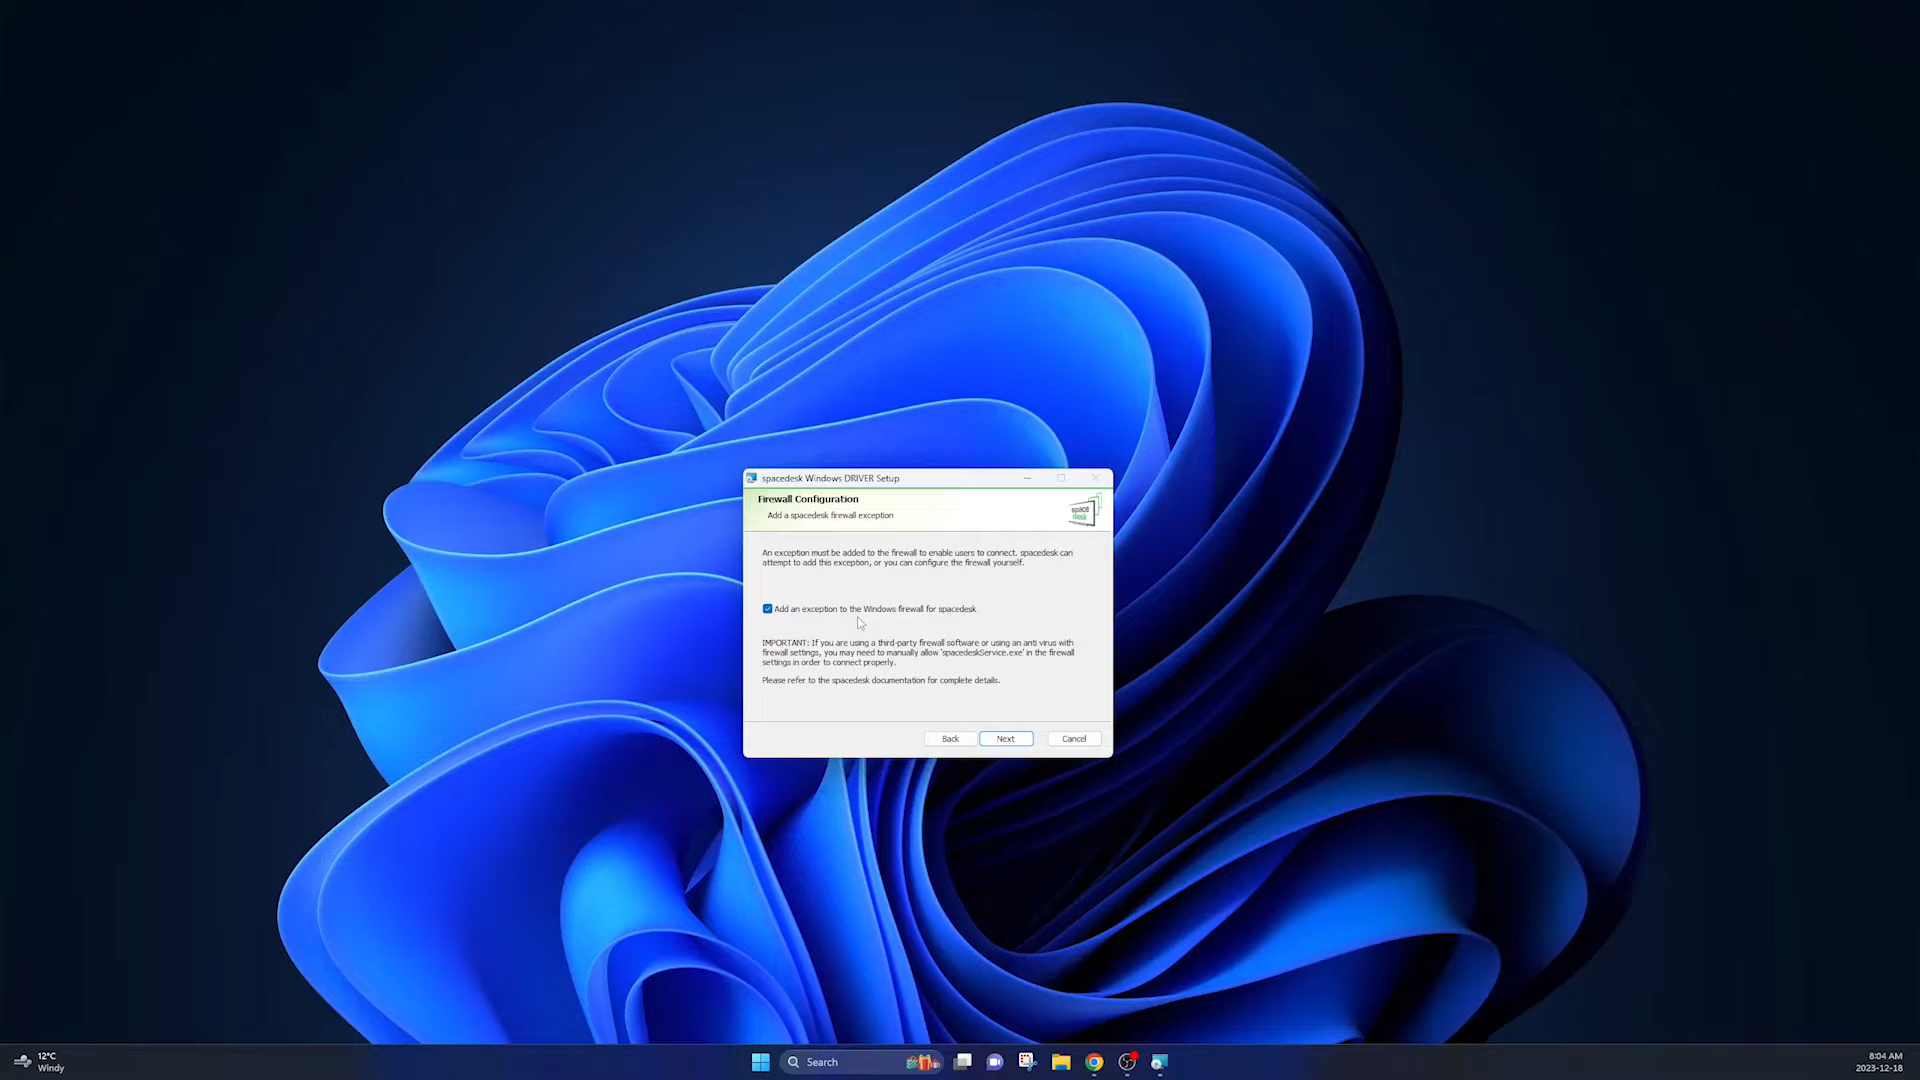 spacedesk Windows DRIVER Setup
Firewall Configuration
Add a spacedesk firewall exception
space
desk
An exception must be added to the firewall to enable users to connect. spacedesk can
attempt to add this exception, or you can configure the firewall yourself.
Add an exception to the Windows firewall for spacedesk
IMPORTANT: If you are using a third-party firewall software or using an anti virus with
firewall settings, you may need to manually allow 'spacedeskService.exe' in the firewall
settings in order to connect properly.
Please refer to the spacedesk documentation for complete details.
Back
Next
Cancel
12°C
Windy
Search
8:04 AM
2023-12-18